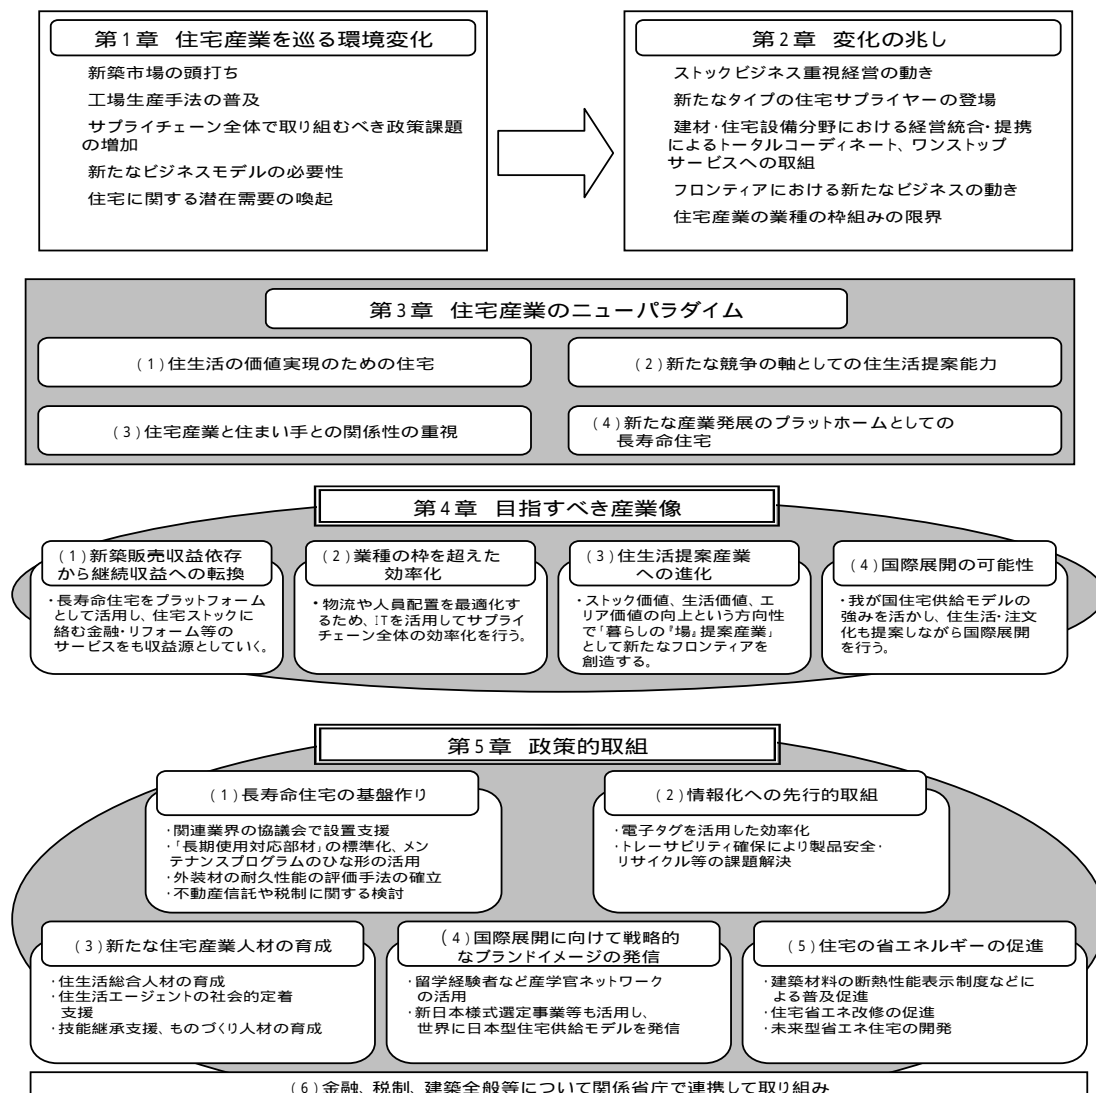 第1章 住宅産業を巡る環境変化
新築市場の頭打ち
工場生産手法の普及
サプライチェーン全体で取り組むべき政策課題
の増加
新たなビジネスモデルの必要性
住宅に関する潜在需要の喚起
第2章 変化の兆し
ストックビジネス重視経営の動き
新たなタイプの住宅サプライヤーの登場
建材・住宅設備分野における経営統合・提携
によるトータルコーディネート、ワンストップ
サービスへの取組
フロンティアにおける新たなビジネスの動き
住宅産業の業種の枠組みの限界
第3章 住宅産業のニューパラダイム
(1)住生活の価値実現のための住宅
(2)新たな競争の軸としての住生活提案能力
(3)住宅産業と住まい手との関係性の重視
(4)新たな産業発展のプラットホームとしての
長寿命住宅
第4章 目指すべき産業像
(1)新築販売収益依存
から継続収益への転換
・長寿命住宅をプラットフォーム
として活用し、住宅ストックに
絡む金融・リフォーム等の
サービスをも収益源としていく。
(2)業種の枠を超えた
効率化
・物流や人員配置を最適化す
るため、ITを活用してサプライ
チェーン全体の効率化を行う。
(3)住生活提案産業
への進化
・ストック価値、生活価値、エ
リア価値の向上という方向性
で「暮らしの『場』提案産業」
として新たなフロンティアを
創造する。
(4)国際展開の可能性
・我が国住宅供給モデルの
強みを活かし、住生活・注文
化も提案しながら国際展開
を行う。
第5章 政策的取組
(1)長寿命住宅の基盤作り
・関連業界の協議会で設置支援
・「長期使用対応部材」の標準化、メン
テナンスプログラムのひな形の活用
・外装材の耐久性能の評価手法の確立
・不動産信託や税制に関する検討
(2)情報化への先行的取組
・電子タグを活用した効率化
・トレーサビリティ確保により製品安全・
リサイクル等の課題解決
(3)新たな住宅産業人材の育成
・住生活総合人材の育成
・住生活エージェントの社会的定着
支援
・技能継承支援、ものづくり人材の育成
(4)国際展開に向けて戦略的
なブランドイメージの発信
・留学経験者など産学官ネットワーク
の活用
・新日本様式選定事業等も活用し、
世界に日本型住宅供給モデルを発信
(5)住宅の省エネルギーの促進
・建築材料の断熱性能表示制度などに
よる普及促進
・住宅省エネ改修の促進
・未来型省エネ住宅の開発
(6)金融、税制、建築全般等について関係省庁で連携して取り組み